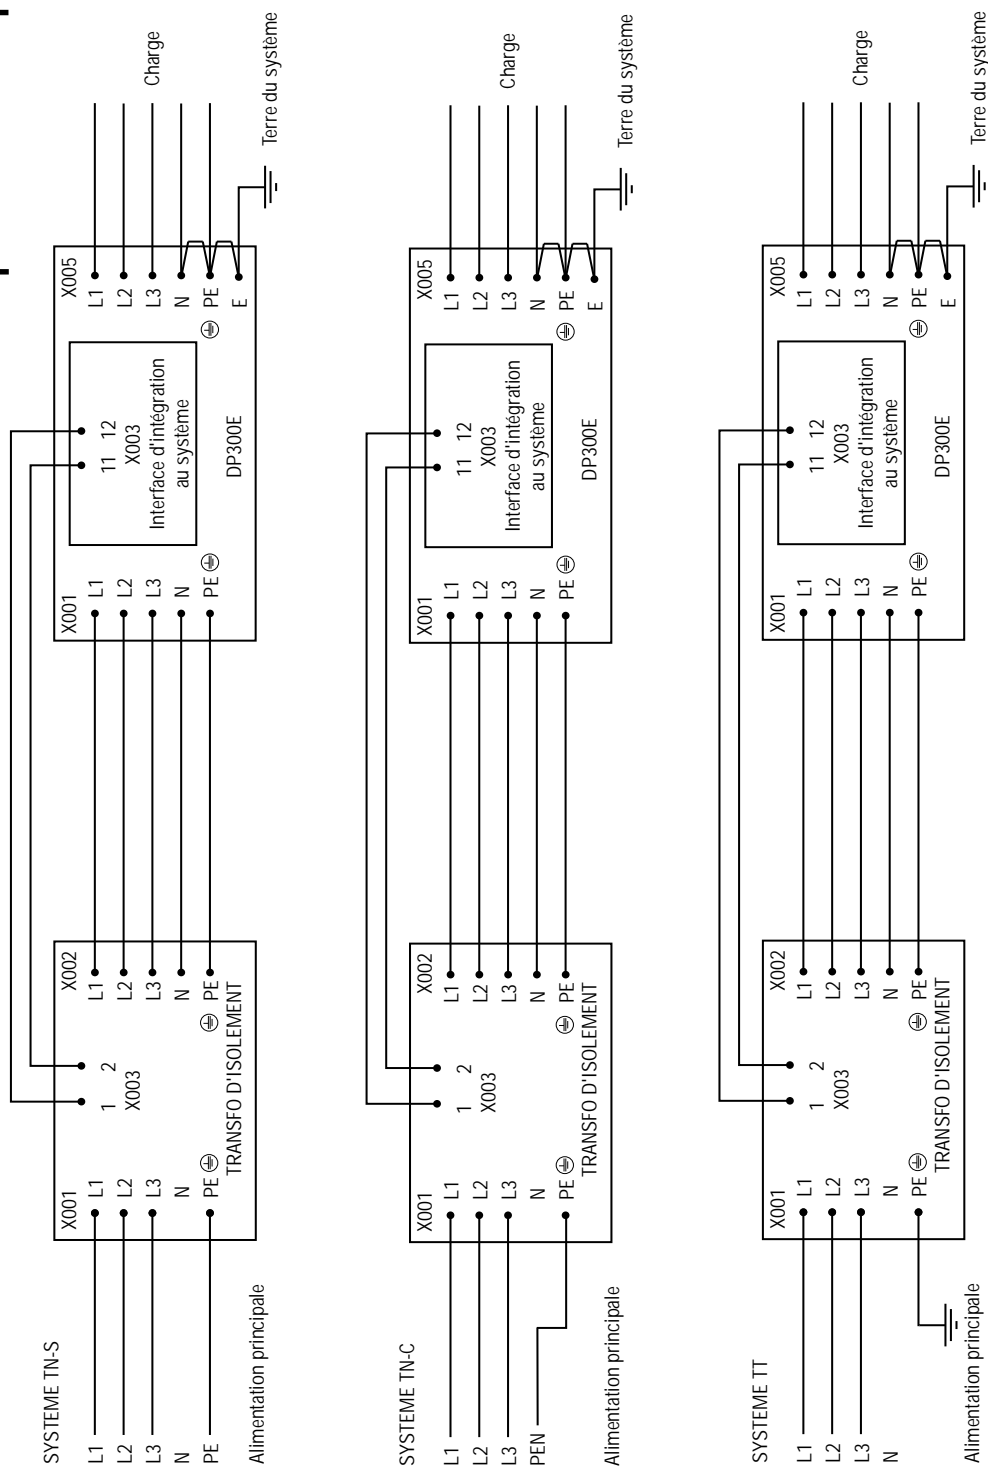 SYSTEME TN-S
L1
L2
L3
N
PE
Alimentation principale
X001
L1
L2
L3
N
PE
1 2
X003
TRANSFO D'ISOLEMENT
X002
L1
L2
L3
N
PE
X001
L1
L2
L3
N
PE
11 12
X003
Interface d'intégration
au système
DP300E
X005
L1
L2
L3
N
PE
E
Charge
Terre du système
SYSTEME TN-C
L1
L2
L3
PEN
Alimentation principale
X001
L1
L2
L3
N
PE
1 2
X003
TRANSFO D'ISOLEMENT
X002
L1
L2
L3
N
PE
X001
L1
L2
L3
N
PE
11 12
X003
Interface d'intégration
au système
DP300E
X005
L1
L2
L3
N
PE
E
Charge
Terre du système
SYSTEME TT
L1
L2
L3
N
Alimentation principale
X001
L1
L2
L3
N
PE
1 2
X003
TRANSFO D'ISOLEMENT
X002
L1
L2
L3
N
PE
X001
L1
L2
L3
N
PE
11 12
X003
Interface d'intégration
au système
DP300E
X005
L1
L2
L3
N
PE
E
Charge
Terre du système